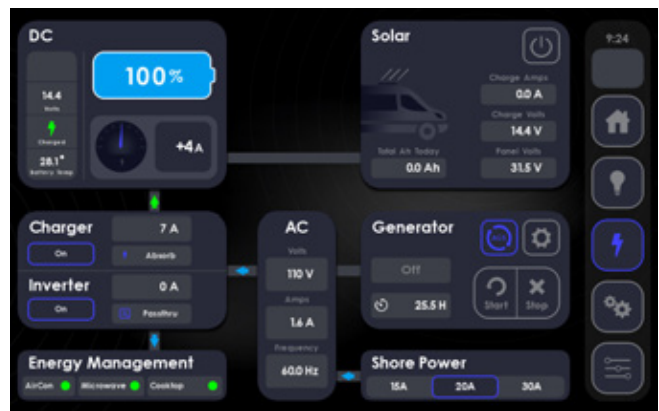 DC
100%
14.4
Volts
Charged
28.1°
Battery Temp
+4A
Solar
Charge Amps
0.0 A
Charge Volts
14.4 V
Total Ah Today
Panel Volts
0.0 Ah
31.5 V
9:24
Charger
7 A
On
Absorb
Inverter
0 A
On
Passthru
AC
Volts
110 V
Amps
1.6 A
Frequency
60.0 Hz
Generator
Off
25.5 H
Start
Stop
Energy Management
AirCon
Microwave
Cooktop
Shore Power
15A
20A
30A